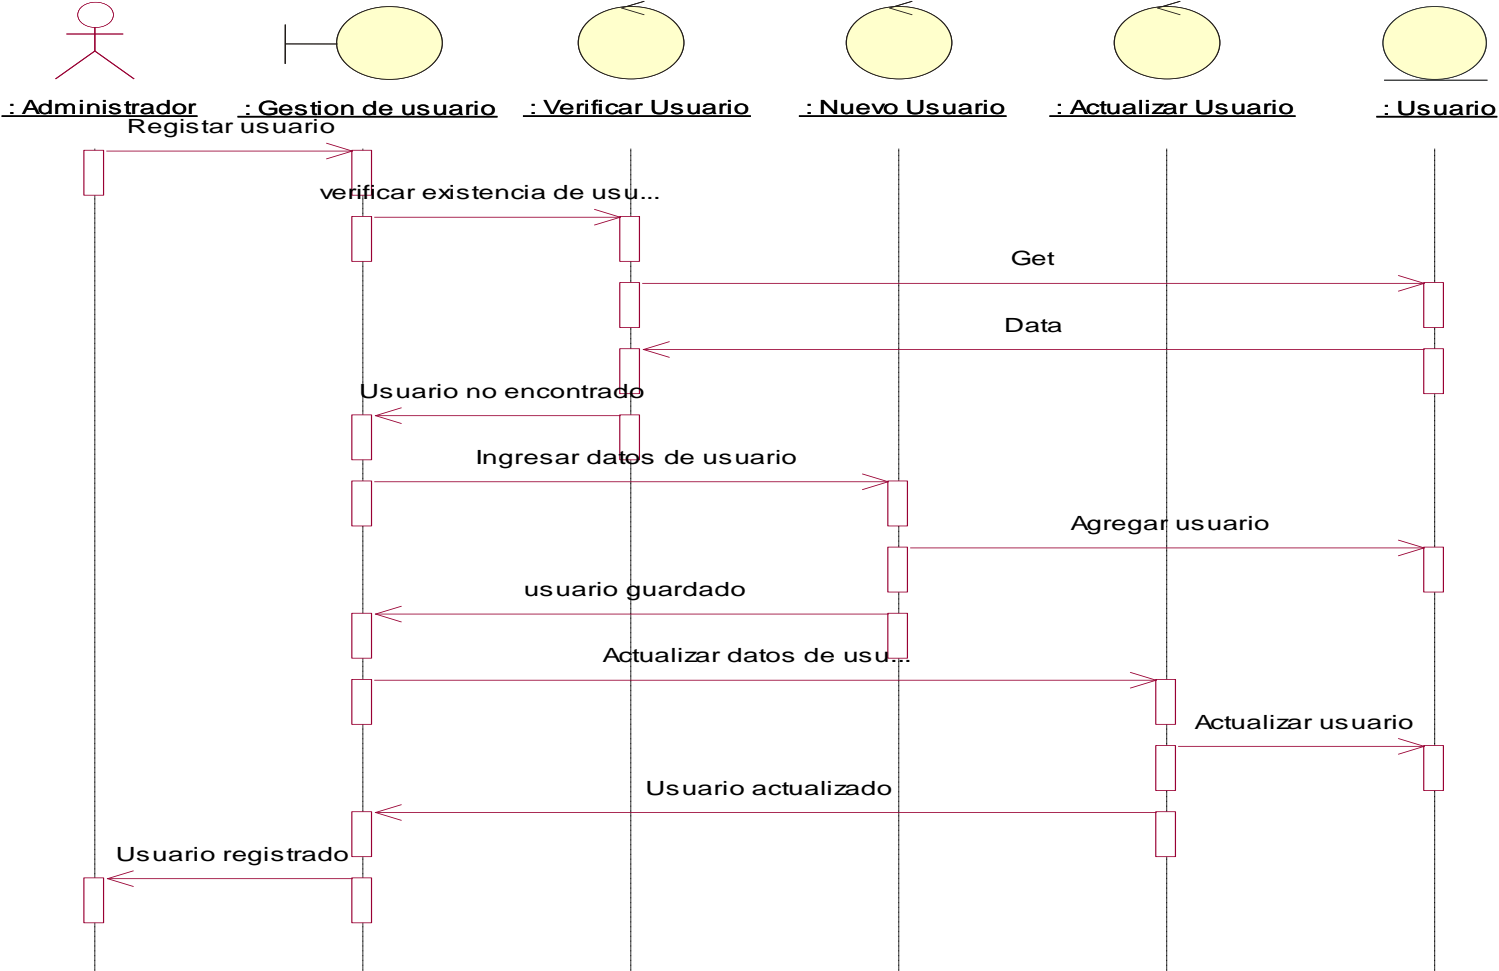 : Administrador
: Gestion de usuario
: Verificar Usuario
: Nuevo Usuario
: Actualizar Usuario
: Usuario
Registar usuario
verificar existencia de usu...
Get
Data
Usuario no encontrado
Ingresar datos de usuario
Agregar usuario
usuario guardado
Actualizar datos de usu...
Actualizar usuario
Usuario actualizado
Usuario registrado